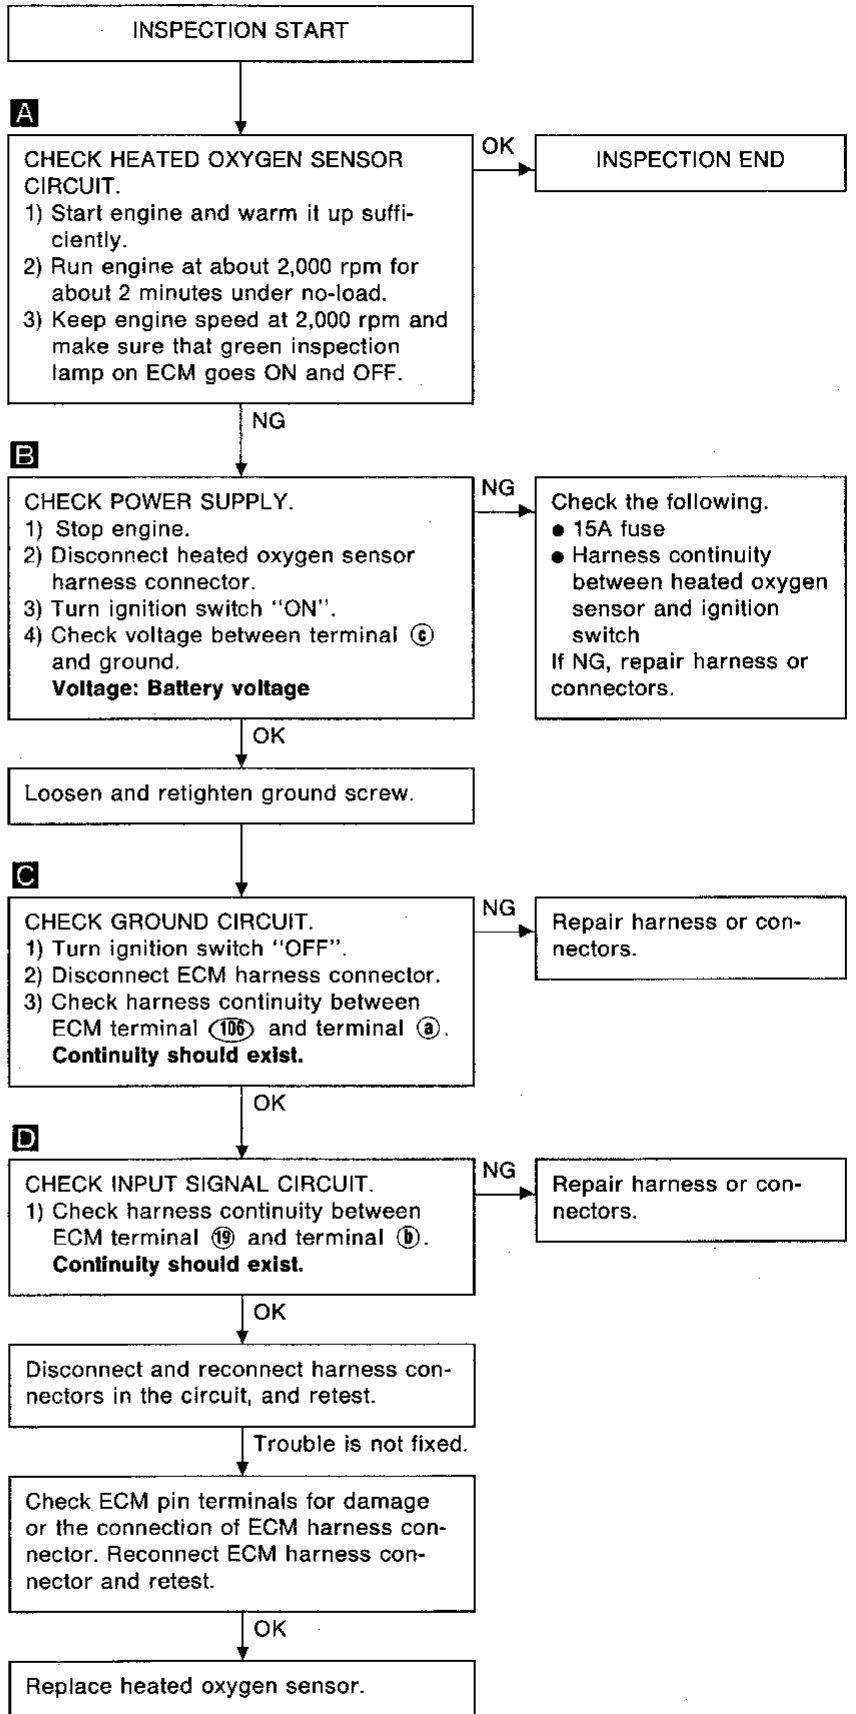 INSPECTION START
A
CHECK HEATED OXYGEN SENSOR
CIRCUIT.
1) Start engine and warm it up suffi-
ciently.
2) Run engine at about 2,000 rpm for
about 2 minutes under no-load.
3) Keep engine speed at 2,000 rpm and
make sure that green inspection
lamp on ECM goes ON and OFF.
OK
INSPECTION END
NG
B
CHECK POWER SUPPLY.
1) Stop engine.
2) Disconnect heated oxygen sensor
harness connector.
3) Turn ignition switch "ON".
4) Check voltage between terminal ⓒ
and ground.
Voltage: Battery voltage
NG
Check the following.
● 15A fuse
● Harness continuity
between heated oxygen
sensor and ignition
switch
If NG, repair harness or
connectors.
OK
Loosen and retighten ground screw.
C
CHECK GROUND CIRCUIT.
1) Turn ignition switch "OFF".
2) Disconnect ECM harness connector.
3) Check harness continuity between
ECM terminal (106) and terminal ⓐ.
Continuity should exist.
NG
Repair harness or con-
nectors.
OK
D
CHECK INPUT SIGNAL CIRCUIT.
1) Check harness continuity between
ECM terminal ⑲ and terminal ⓑ.
Continuity should exist.
NG
Repair harness or con-
nectors.
OK
Disconnect and reconnect harness con-
nectors in the circuit, and retest.
Trouble is not fixed.
Check ECM pin terminals for damage
or the connection of ECM harness con-
nector. Reconnect ECM harness con-
nector and retest.
OK
Replace heated oxygen sensor.